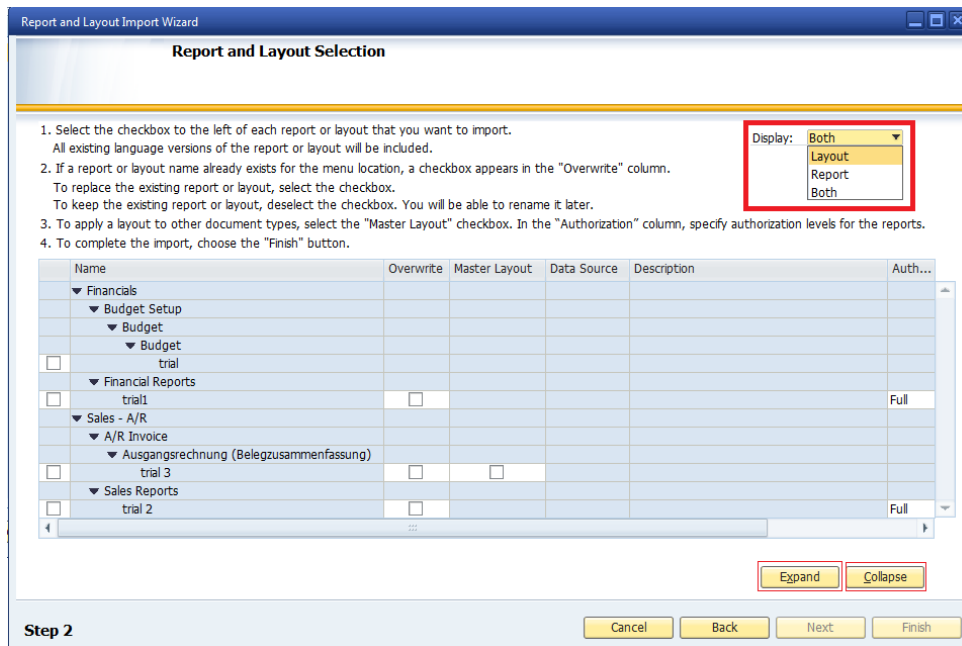 Report and Layout Import Wizard
Report and Layout Selection
1. Select the checkbox to the left of each report or layout that you want to import.
All existing language versions of the report or layout will be included.
2. If a report or layout name already exists for the menu location, a checkbox appears in the "Overwrite" column.
To replace the existing report or layout, select the checkbox.
To keep the existing report or layout, deselect the checkbox. You will be able to rename it later.
3. To apply a layout to other document types, select the "Master Layout" checkbox. In the “Authorization” column, specify authorization levels for the reports.
4. To complete the import, choose the "Finish" button.
Display: Both
Layout
Report
Both
Name Overwrite Master Layout Data Source Description Auth...
Financials
Budget Setup
Budget
Budget
trial
Financial Reports
trial1 Full
Sales - A/R
A/R Invoice
Ausgangsrechnung (Belegzusammenfassung)
trial 3
Sales Reports
trial 2 Full
Expand Collapse
Step 2 Cancel Back Next Finish